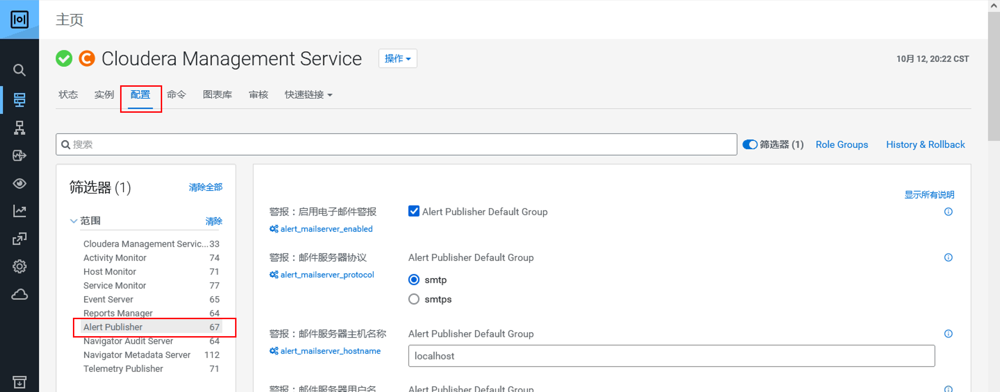 主页
Cloudera Management Service
操作
10月 12, 20:22 CST
状态 实例 配置 命令 图表库 审核 快速链接
搜索
筛选器 (1)
Role Groups
History & Rollback
筛选器 (1)
清除全部
范围
清除
Cloudera Management Servic... 33
Activity Monitor 74
Host Monitor 71
Service Monitor 77
Event Server 65
Reports Manager 64
Alert Publisher 67
Navigator Audit Server 64
Navigator Metadata Server 112
Telemetry Publisher 71
显示所有说明
警报：启用电子邮件警报
alert_mailserver_enabled
Alert Publisher Default Group
警报：邮件服务器协议
alert_mailserver_protocol
Alert Publisher Default Group
smtp
smtps
警报：邮件服务器主机名称
alert_mailserver_hostname
Alert Publisher Default Group
localhost
警报：邮件服务器用户名
Alert Publisher Default Group